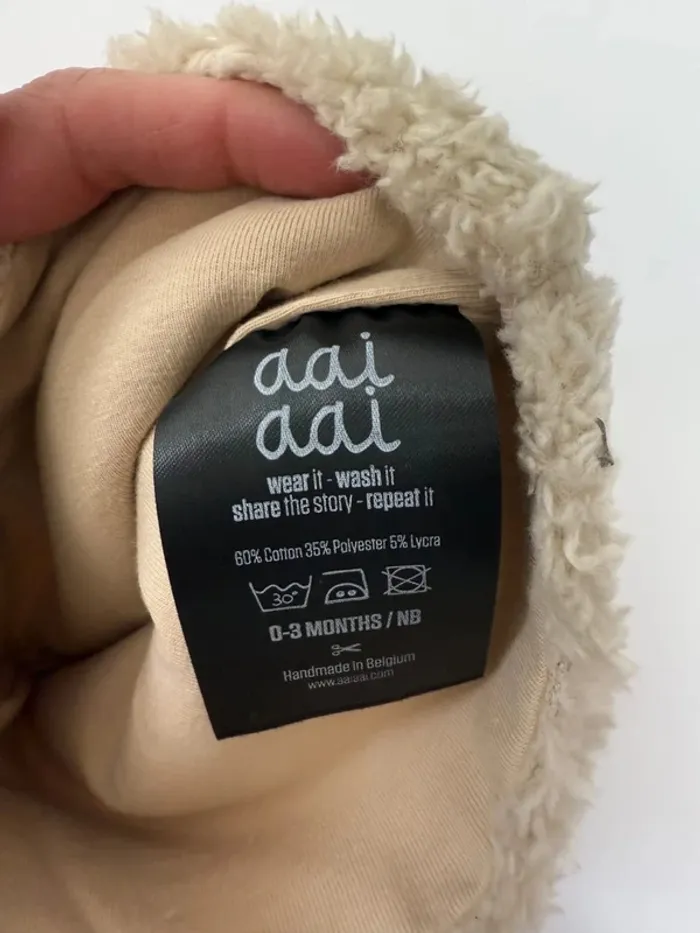 aai
aai
wear it - wash it
share the story - repeat it
60% Cotton 35% Polyester 5% Lycra
30°
0-3 MONTHS / NB
Handmade in Belgium
www.aaiaai.com